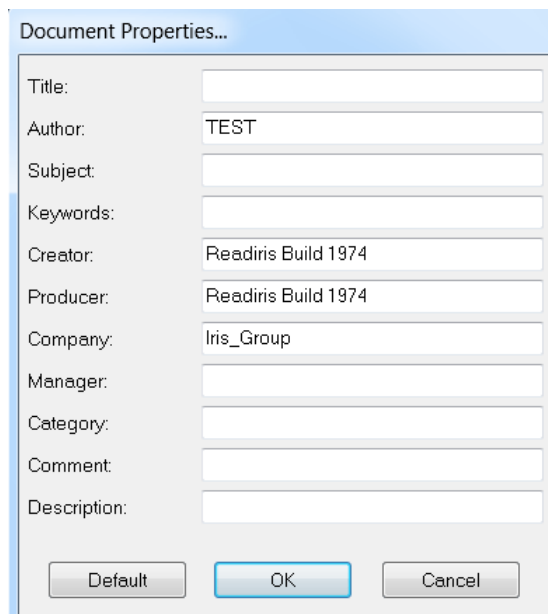 Document Properties...
Title:
Author: TEST
Subject:
Keywords:
Creator: Readiris Build 1974
Producer: Readiris Build 1974
Company: Iris_Group
Manager:
Category:
Comment:
Description:
Default OK Cancel